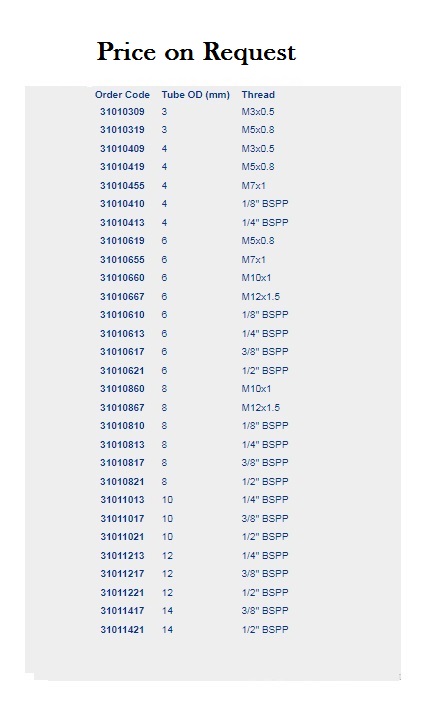 Price on Request
Order Code Tube OD (mm) Thread
31010309 3 M3x0.5
31010319 3 M5x0.8
31010409 4 M3x0.5
31010419 4 M5x0.8
31010455 4 M7x1
31010410 4 1/8" BSPP
31010413 4 1/4" BSPP
31010619 6 M5x0.8
31010655 6 M7x1
31010660 6 M10x1
31010667 6 M12x1.5
31010610 6 1/8" BSPP
31010613 6 1/4" BSPP
31010617 6 3/8" BSPP
31010621 6 1/2" BSPP
31010860 8 M10x1
31010867 8 M12x1.5
31010810 8 1/8" BSPP
31010813 8 1/4" BSPP
31010817 8 3/8" BSPP
31010821 8 1/2" BSPP
31011013 10 1/4" BSPP
31011017 10 3/8" BSPP
31011021 10 1/2" BSPP
31011213 12 1/4" BSPP
31011217 12 3/8" BSPP
31011221 12 1/2" BSPP
31011417 14 3/8" BSPP
31011421 14 1/2" BSPP